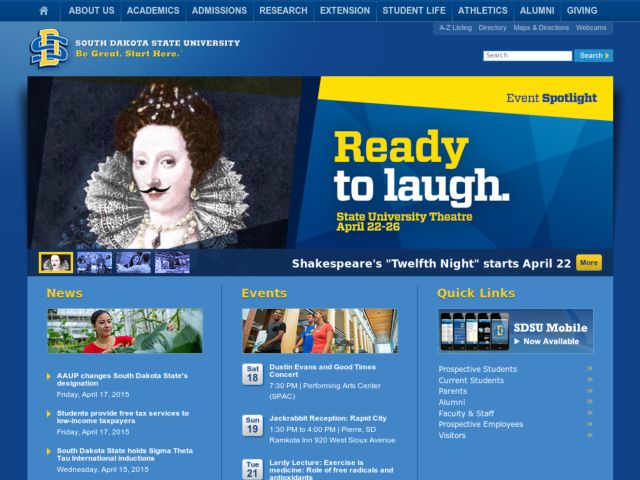 ABOUT US ACADEMICS ADMISSIONS RESEARCH EXTENSION STUDENT LIFE ATHLETICS ALUMNI GIVING
A-Z Listing Directory Maps & Directions Webcams
SOUTH DAKOTA STATE UNIVERSITY
Be Great. Start Here.
Search Search
Event Spotlight
Ready
to laugh.
State University Theatre
April 22-26
Shakespeare's "Twelfth Night" starts April 22 More
News
AAUP changes South Dakota State's
designation
Friday, April 17, 2015
Students provide free tax services to
low-income taxpayers
Friday, April 17, 2015
South Dakota State holds Sigma Theta
Tau International inductions
Wednesday, April 15, 2015
Events
Sat
18
Dustin Evans and Good Times
Concert
7:30 PM | Performing Arts Center
(SPAC)
Sun
19
Jackrabbit Reception: Rapid City
1:30 PM to 4:00 PM | Pierre, SD
Ramkota Inn 920 West Sioux Avenue
Tue
21
Lardy Lecture: Exercise is
medicine: Role of free radicals and
antioxidants
Quick Links
SDSU Mobile
Now Available
Prospective Students
Current Students
Parents
Alumni
Faculty & Staff
Prospective Employees
Visitors